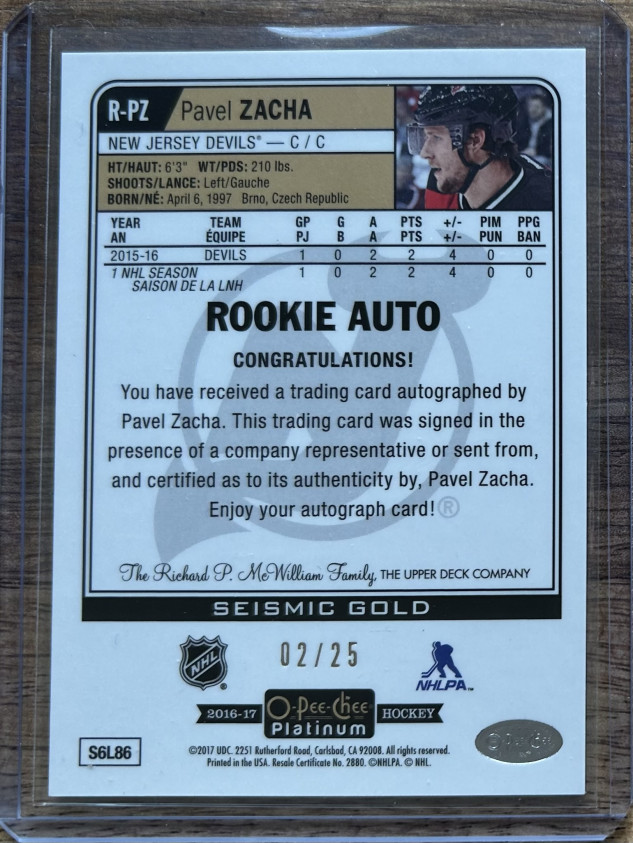 R-PZ Pavel ZACHA
NEW JERSEY DEVILS® — C / C
HT/HAUT: 6'3" WT/PDS: 210 lbs.
SHOOTS/LANCE: Left/Gauche
BORN/NÉ: April 6, 1997 Brno, Czech Republic
YEAR TEAM GP G A PTS +/- PIM PPG
AN ÉQUIPE PJ B A PTS +/- PUN BAN
2015-16 DEVILS 1 0 2 2 4 0 0
1 NHL SEASON 1 0 2 2 4 0 0
SAISON DE LA LNH
ROOKIE AUTO
CONGRATULATIONS!
You have received a trading card autographed by
Pavel Zacha. This trading card was signed in the
presence of a company representative or sent from,
and certified as to its authenticity by, Pavel Zacha.
Enjoy your autograph card!®
The Richard P. McWilliam Family, THE UPPER DECK COMPANY
SEISMIC GOLD
NHL ® 02/25 NHLPA™
2016-17 O-Pee-Chee HOCKEY
Platinum
O-Pee-Chee
S6L86
©2017 UDC. 2251 Rutherford Road, Carlsbad, CA 92008. All rights reserved.
Printed in the USA. Resale Certificate No. 2880. ©NHLPA. © NHL.